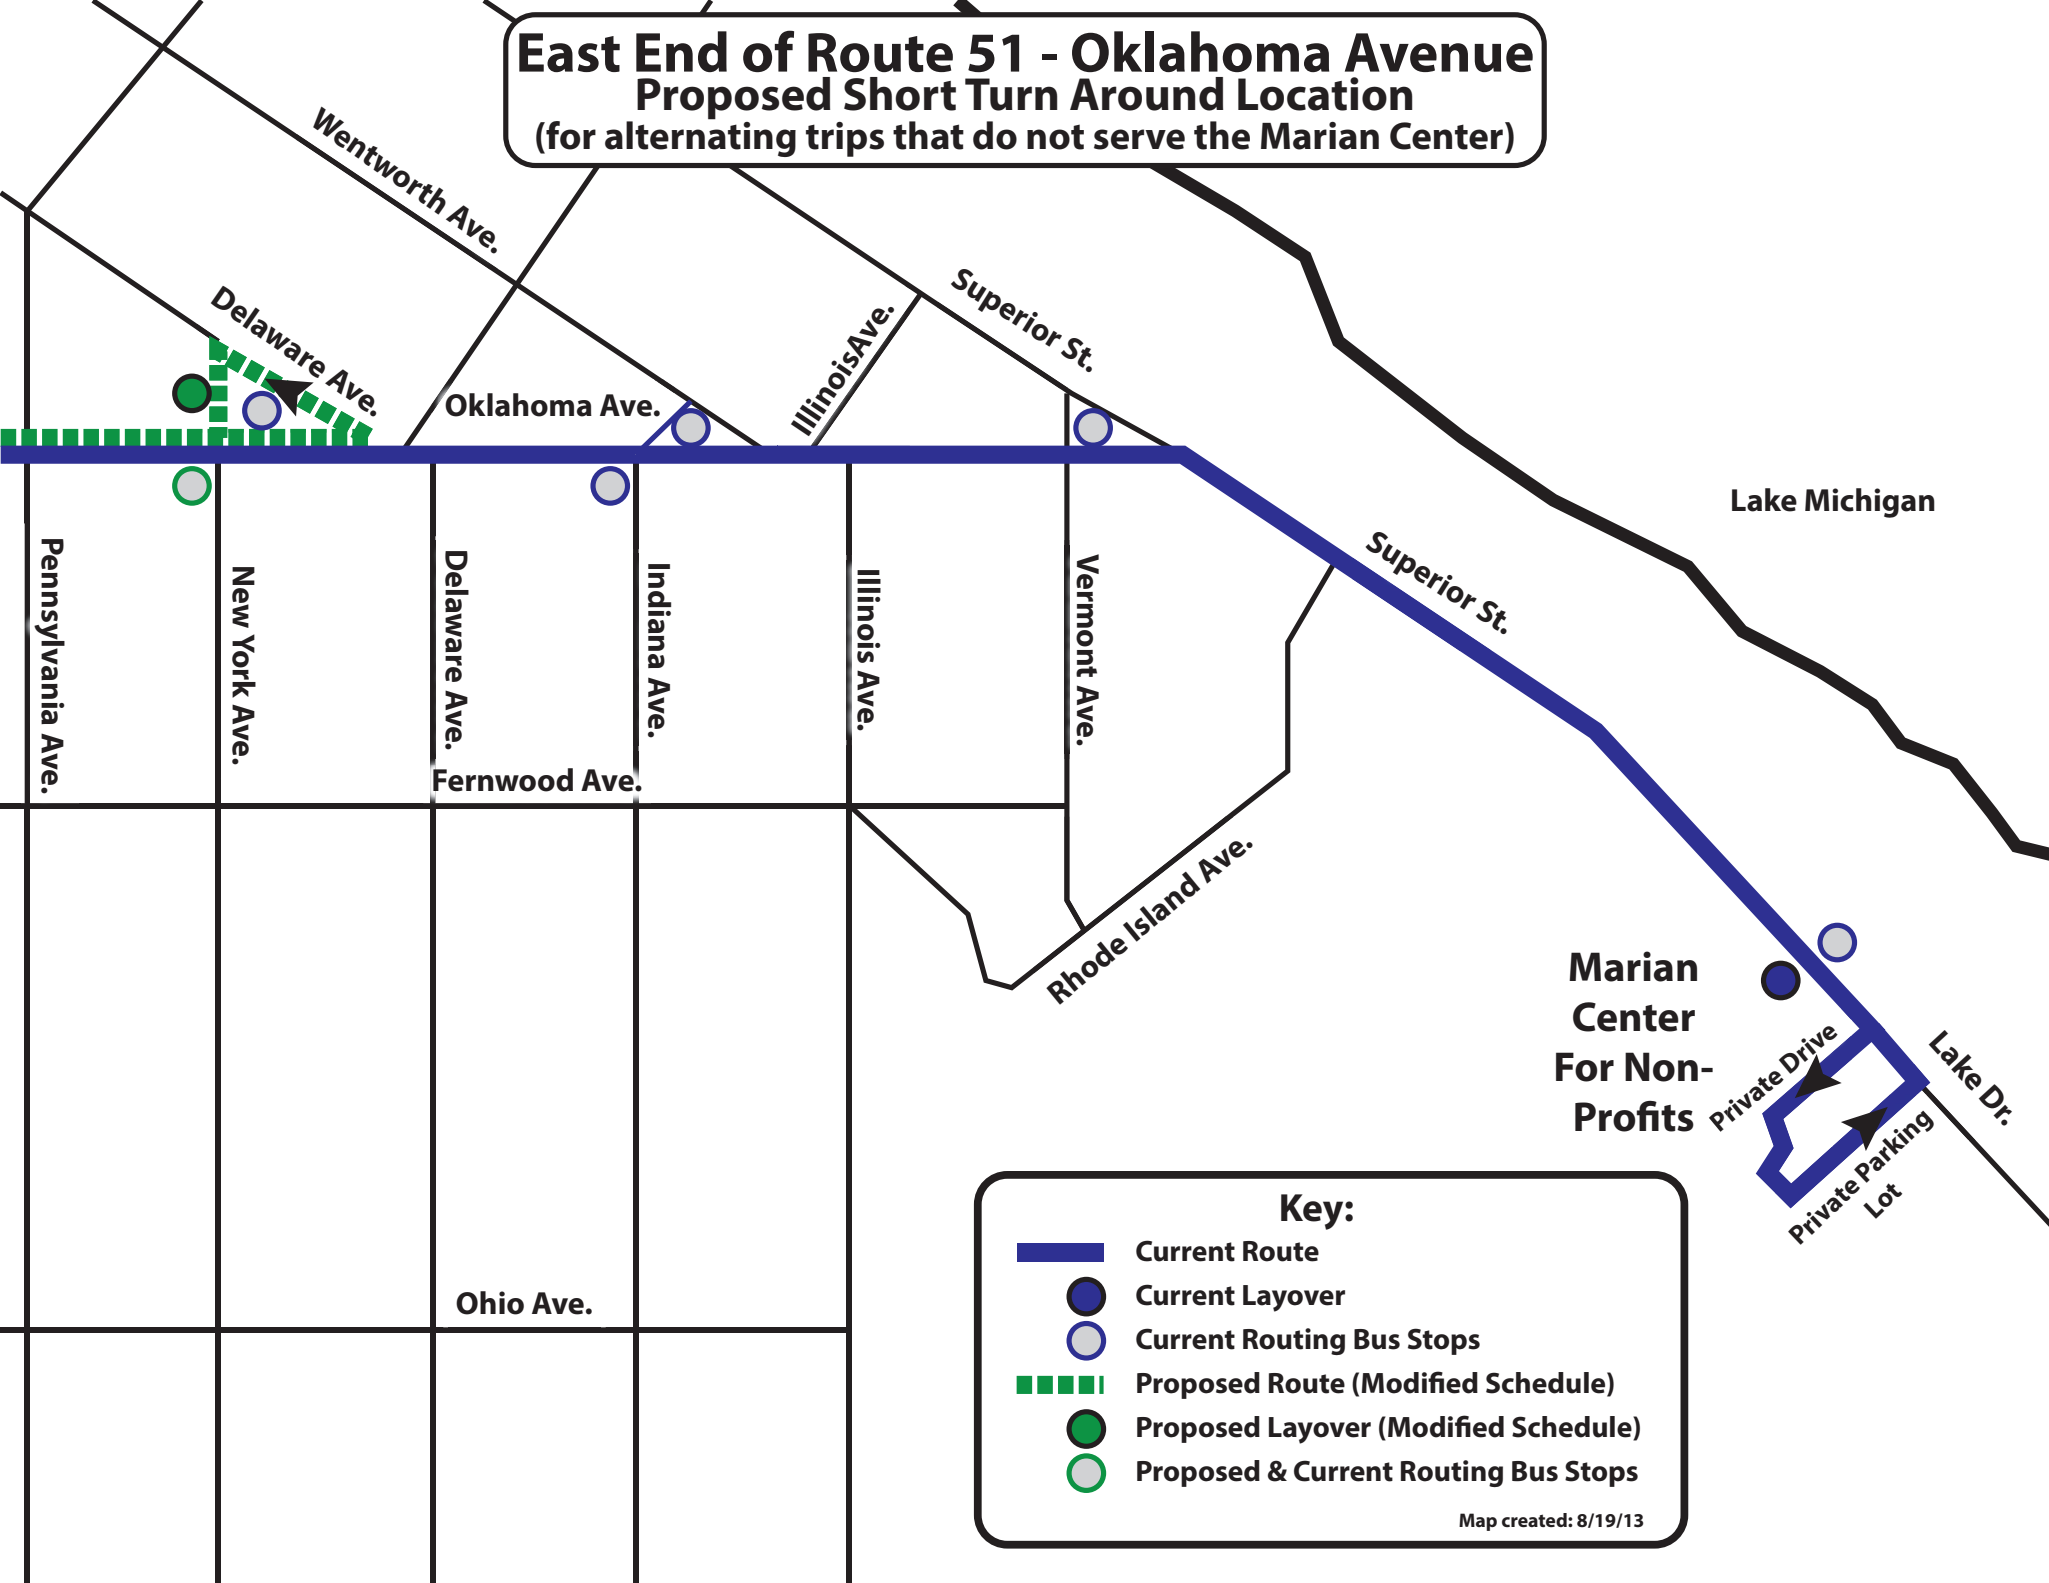 East End of Route 51 - Oklahoma Avenue
Proposed Short Turn Around Location
(for alternating trips that do not serve the Marian Center)
Wentworth Ave.
Delaware Ave.
Oklahoma Ave.
IllinoisAve.
Superior St.
Lake Michigan
Superior St.
Pennsylvania Ave.
New York Ave.
Delaware Ave.
Indiana Ave.
Illinois Ave.
Vermont Ave.
Fernwood Ave.
Rhode Island Ave.
Marian
Center
For Non-
Profits
Private Drive
Lake Dr.
Private Parking
Lot
Ohio Ave.
Key:
Current Route
Current Layover
Current Routing Bus Stops
Proposed Route (Modified Schedule)
Proposed Layover (Modified Schedule)
Proposed & Current Routing Bus Stops
Map created: 8/19/13